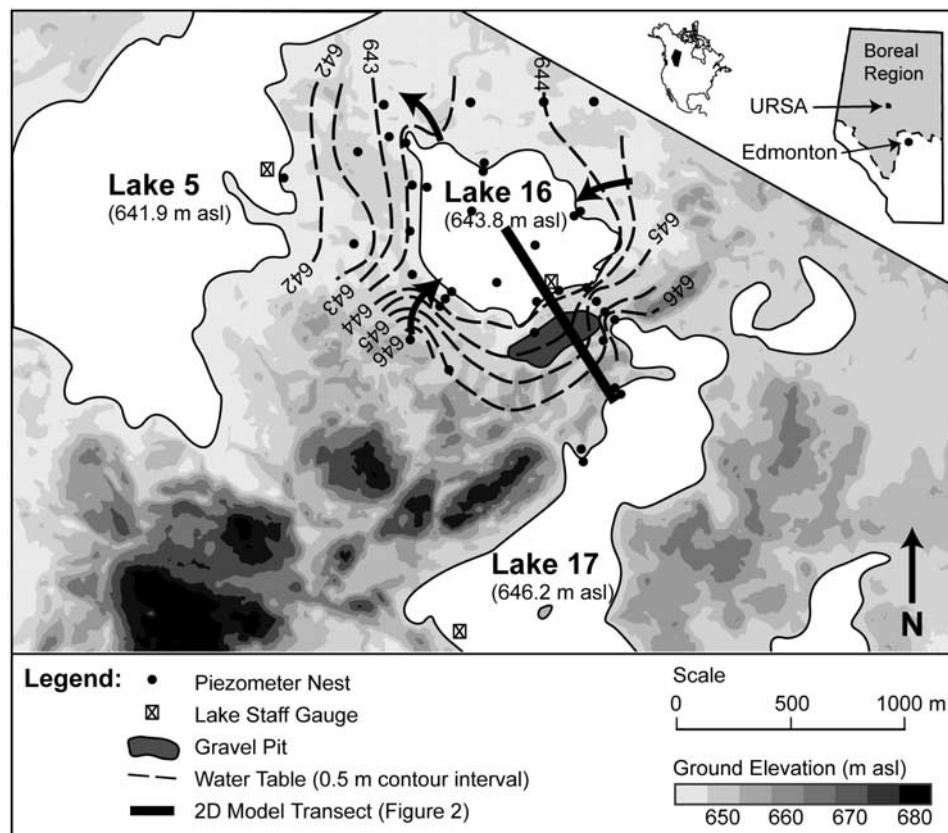 642
643
644
Boreal
Region
URSA
Edmonton
Lake 5
(641.9 m asl)
Lake 16
(643.8 m asl)
645
646
642
643
644
645
646
Lake 17
(646.2 m asl)
N
Legend:
Piezometer Nest
Lake Staff Gauge
Gravel Pit
Water Table (0.5 m contour interval)
2D Model Transect (Figure 2)
Scale
0 500 1000 m
Ground Elevation (m asl)
650 660 670 680